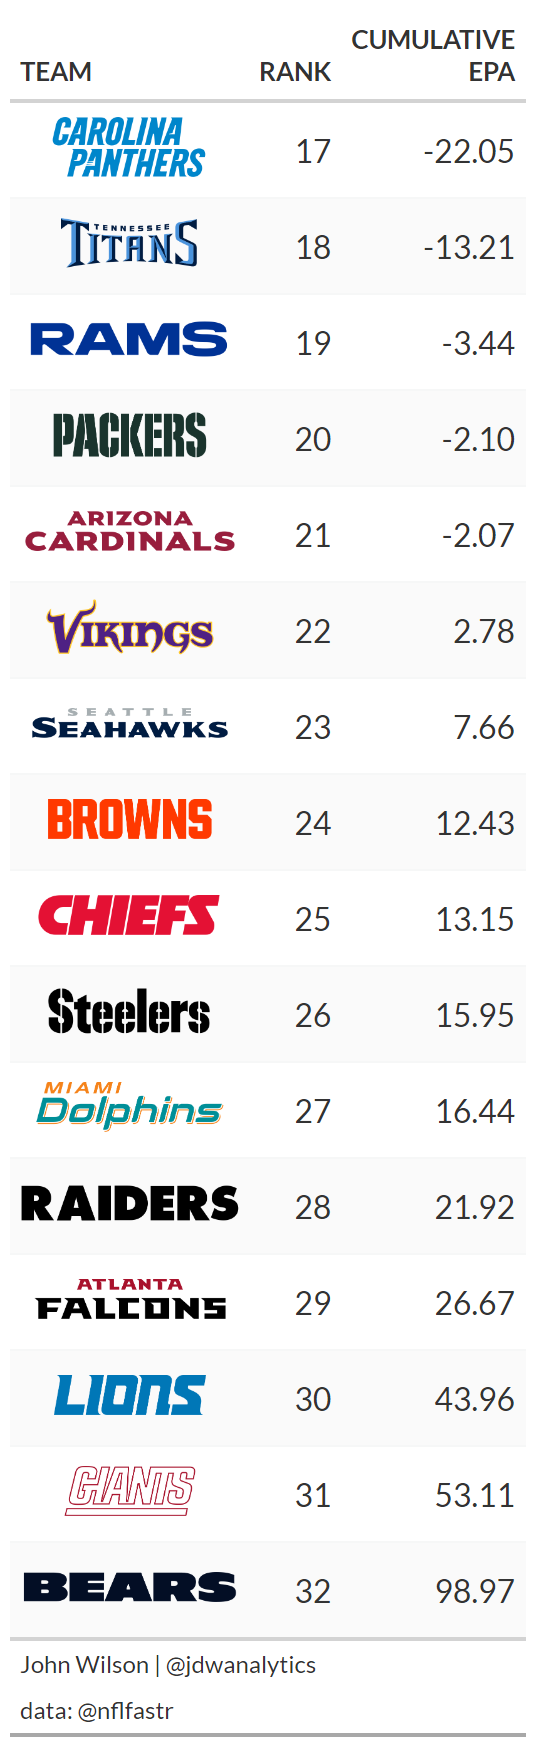 TEAM RANK CUMULATIVE EPA
CAROLINA PANTHERS 17 -22.05
TENNESSEE TITANS 18 -13.21
RAMS 19 -3.44
PACKERS 20 -2.10
ARIZONA CARDINALS 21 -2.07
VIKINGS 22 2.78
SEATTLE SEAHAWKS 23 7.66
BROWNS 24 12.43
CHIEFS 25 13.15
Steelers 26 15.95
MIAMI Dolphins 27 16.44
RAIDERS 28 21.92
ATLANTA FALCONS 29 26.67
LIONS 30 43.96
GIANTS 31 53.11
BEARS 32 98.97
John Wilson | @jdwanalytics
data: @nflfastr